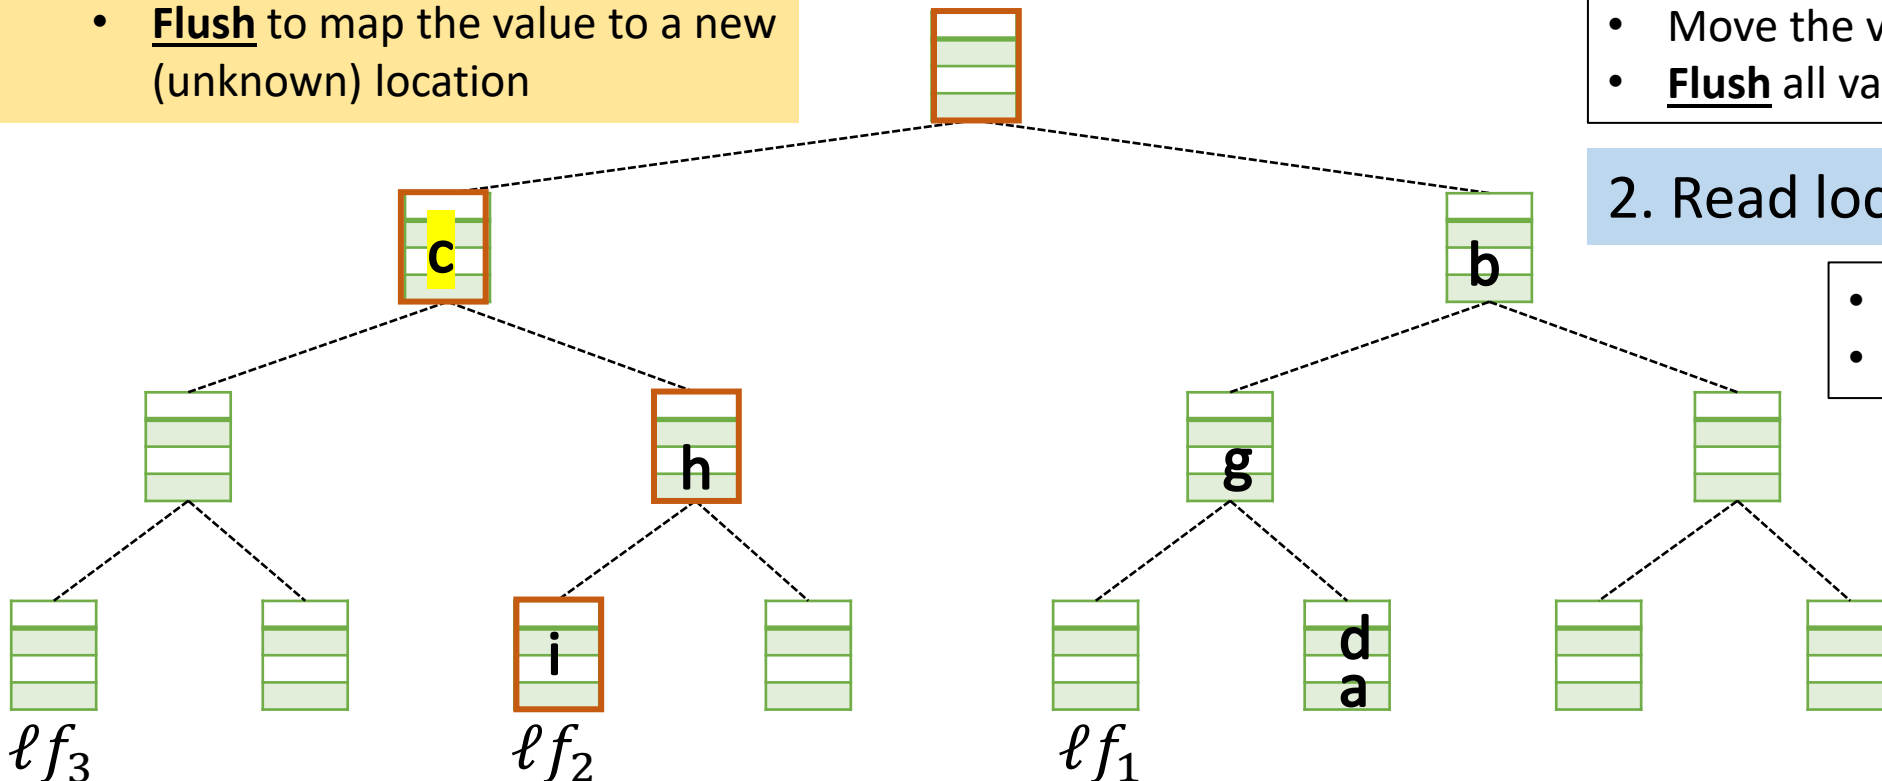 • Flush to map the value to a new
(unknown) location
• Move the v
• Flush all va
2. Read loc
•
•
c
b
h
g
i
d
a
ℓf₃
ℓf₂
ℓf₁